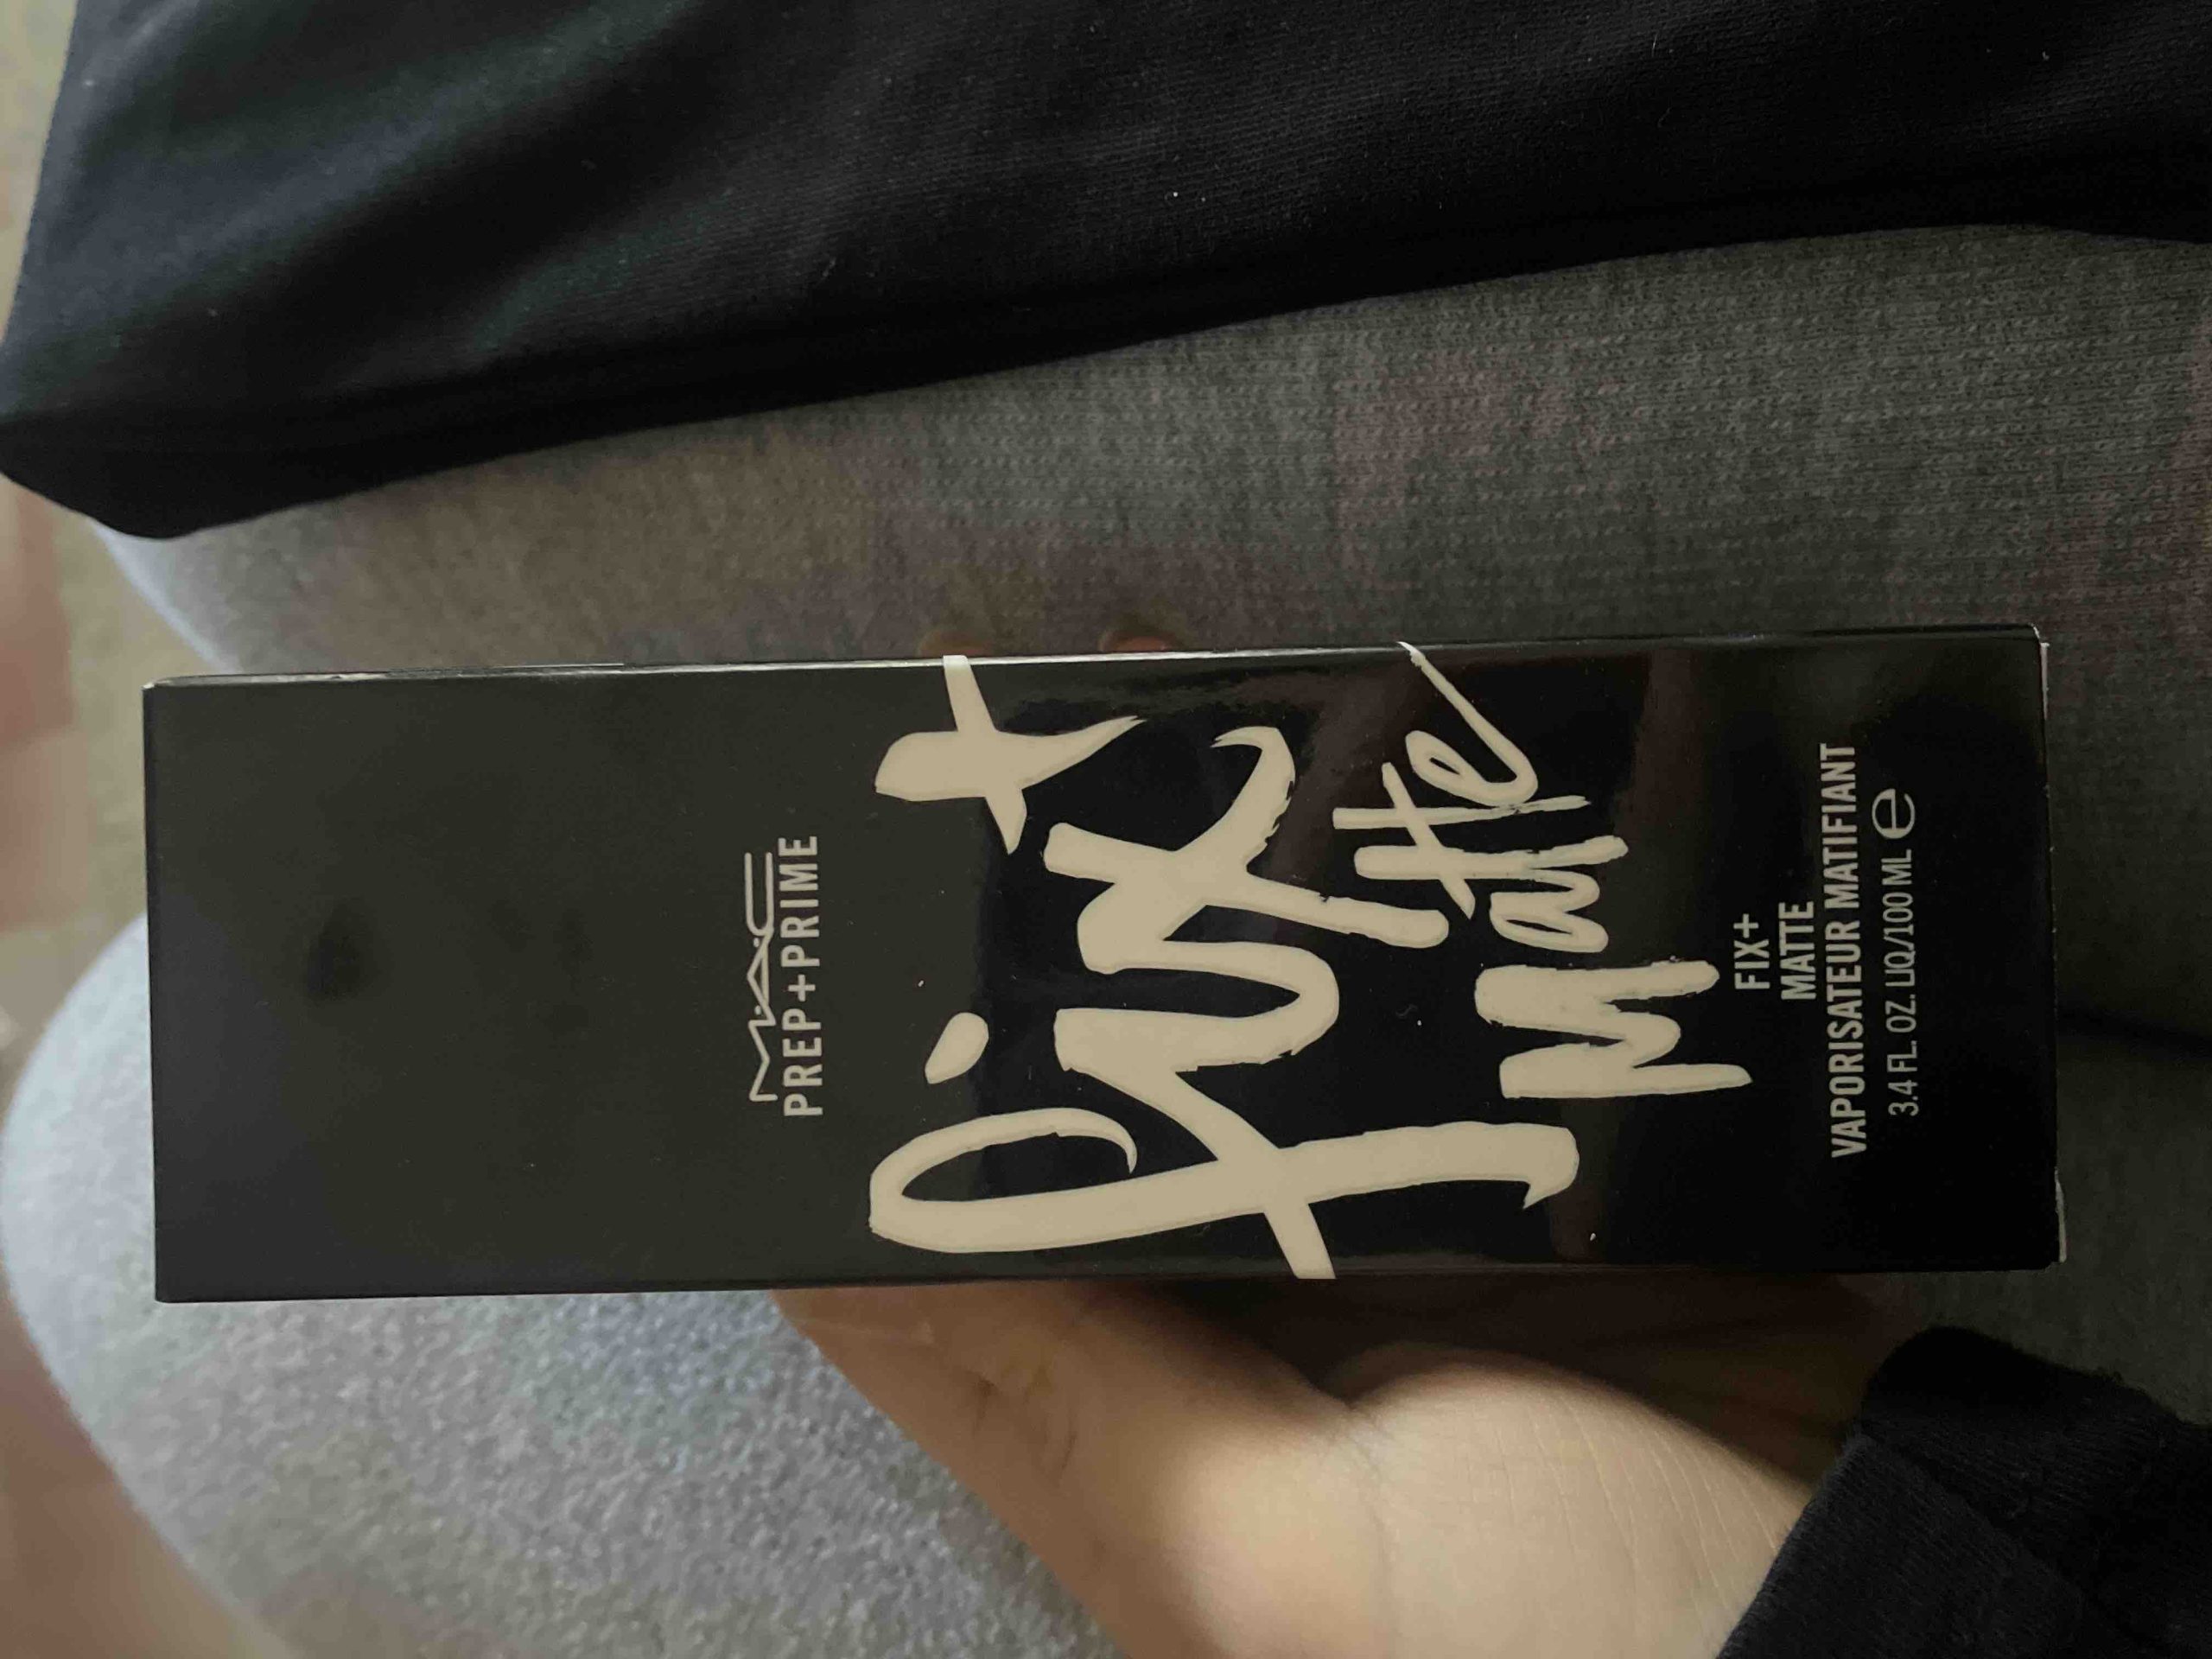 MAC
PREP+PRIME
fix+
matte
FIX+
MATTE
VAPORISATEUR MATIFIANT
3.4 FL. OZ. LIQ./100 ML ℮